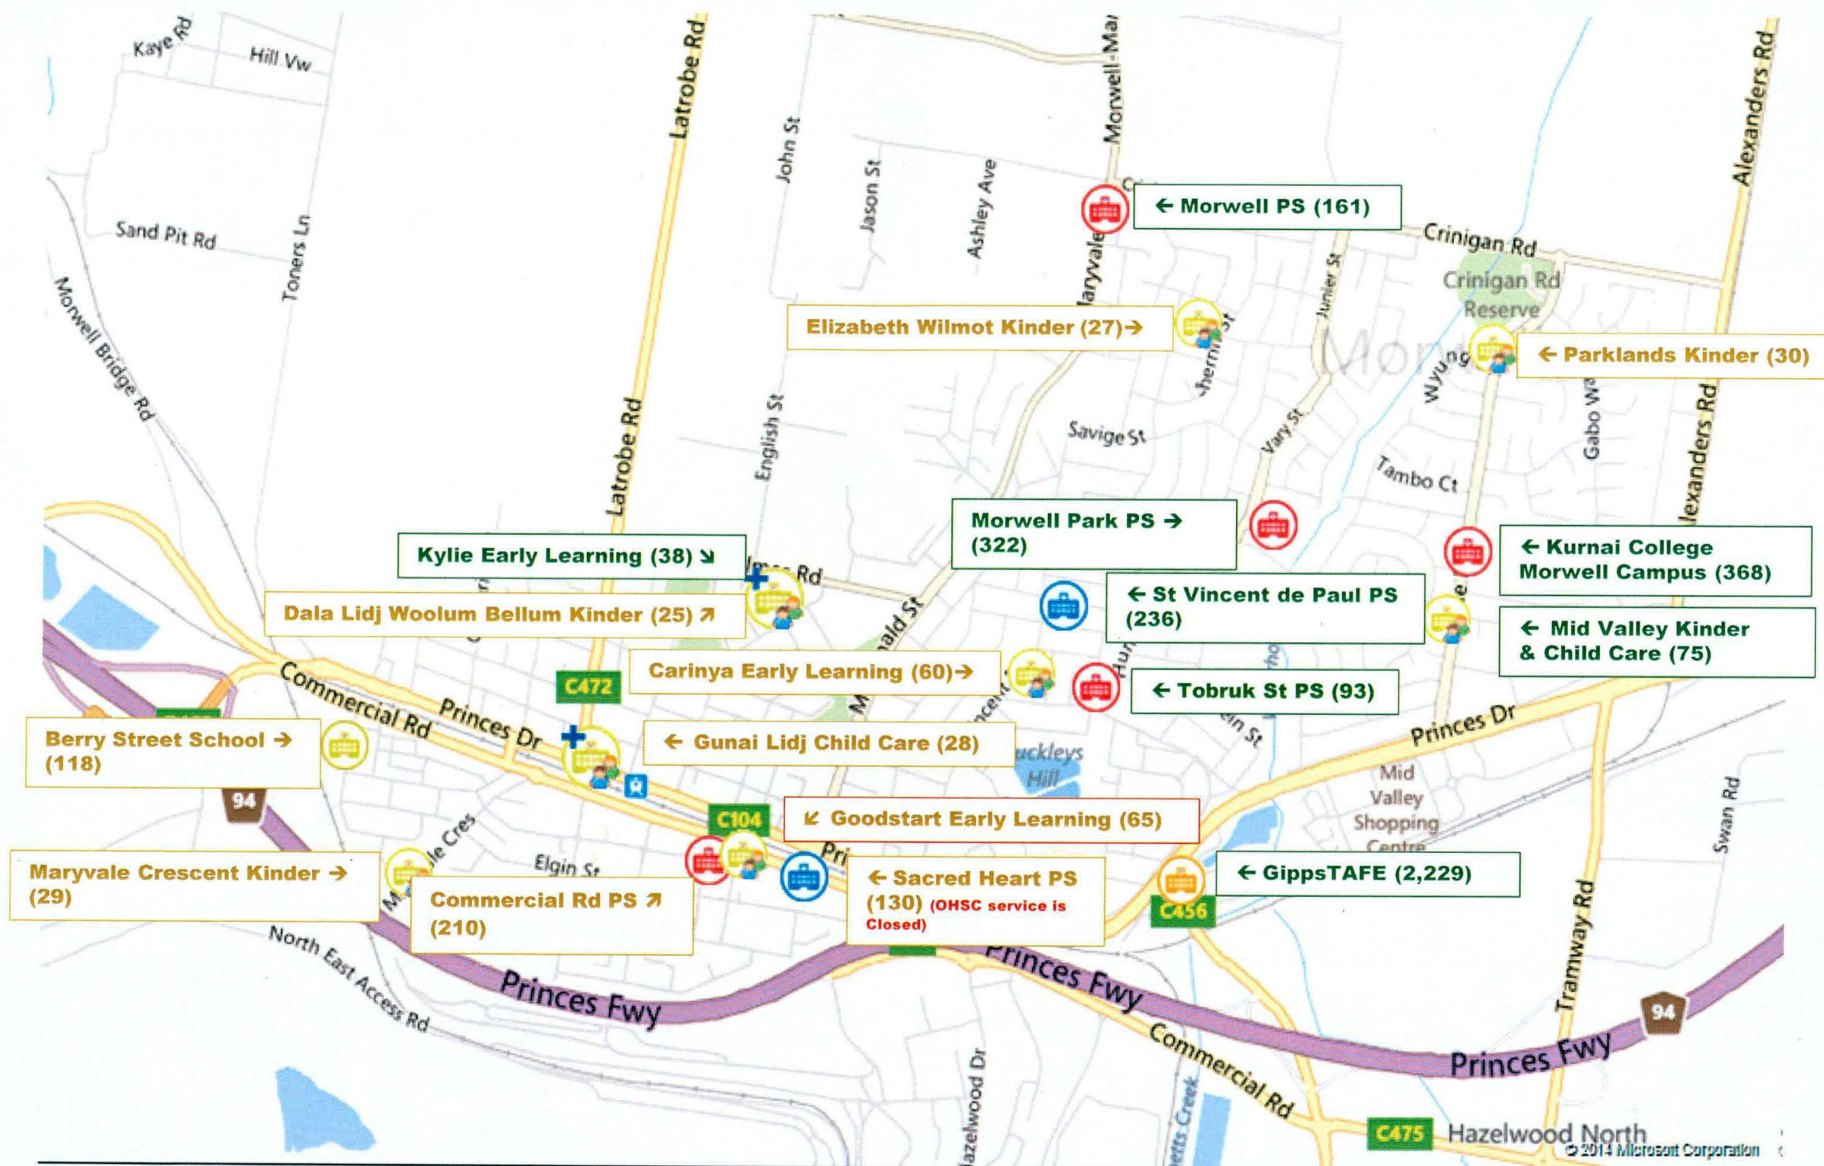 Kaye Rd
Hill Vw
Latrobe Rd
Alexanders Rd
John St
Jason St
Ashley Ave
← Morwell PS (161)
Sand Pit Rd
Toners Ln
Crinigan Rd
Crinigan Rd
Reserve
Junier St
Morwell Bridge Rd
Elizabeth Wilmot Kinder (27)→
← Parklands Kinder (30)
English St
Latrobe Rd
Savige St
Vary St
Tambo Ct
Morwell Park PS →
(322)
Kylie Early Learning (38) ↘
← Kurnai College
Morwell Campus (368)
Dala Lidj Woolum Bellum Kinder (25) ↗
← St Vincent de Paul PS
(236)
← Mid Valley Kinder
& Child Care (75)
Carinya Early Learning (60)→
C472
← Tobruk St PS (93)
Commercial Rd
Princes Dr
Princes Dr
Berry Street School →
(118)
← Gunai Lidj Child Care (28)
Hill
94
Mid
Valley
Shopping
Centre
Swan Rd
C104
↙ Goodstart Early Learning (65)
Maryvale Crescent Kinder →
(29)
Elgin St
Commercial Rd PS ↗
(210)
← Sacred Heart PS
(130) (OHSC service is
Closed)
← GippsTAFE (2,229)
C456
North East Access Rd
Princes Fwy
Princes Fwy
Tramway Rd
94
Princes Fwy
Commercial Rd
C475
Hazelwood North
© 2014 Microsoft Corporation